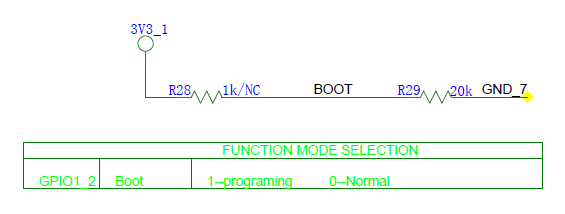 3V3_1
R28 1k/NC BOOT R29 20k GND_7
FUNCTION MODE SELECTION
GPIO1_2 Boot 1--programing 0--Normal